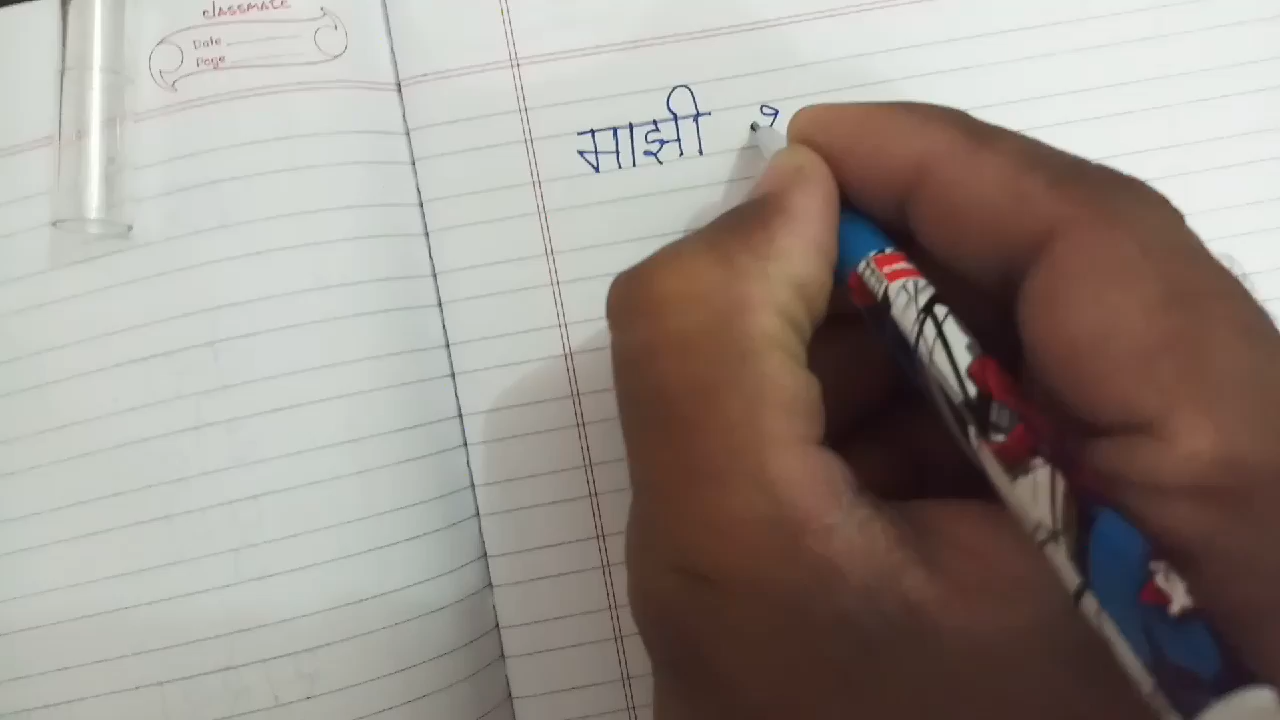 classmate
Date
Page
माझी